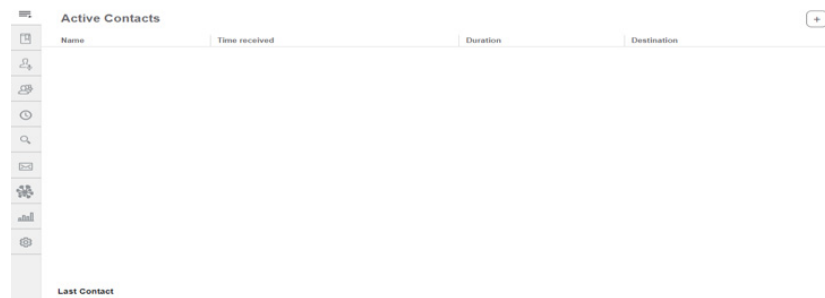 Active Contacts
Name Time received Duration Destination
Last Contact